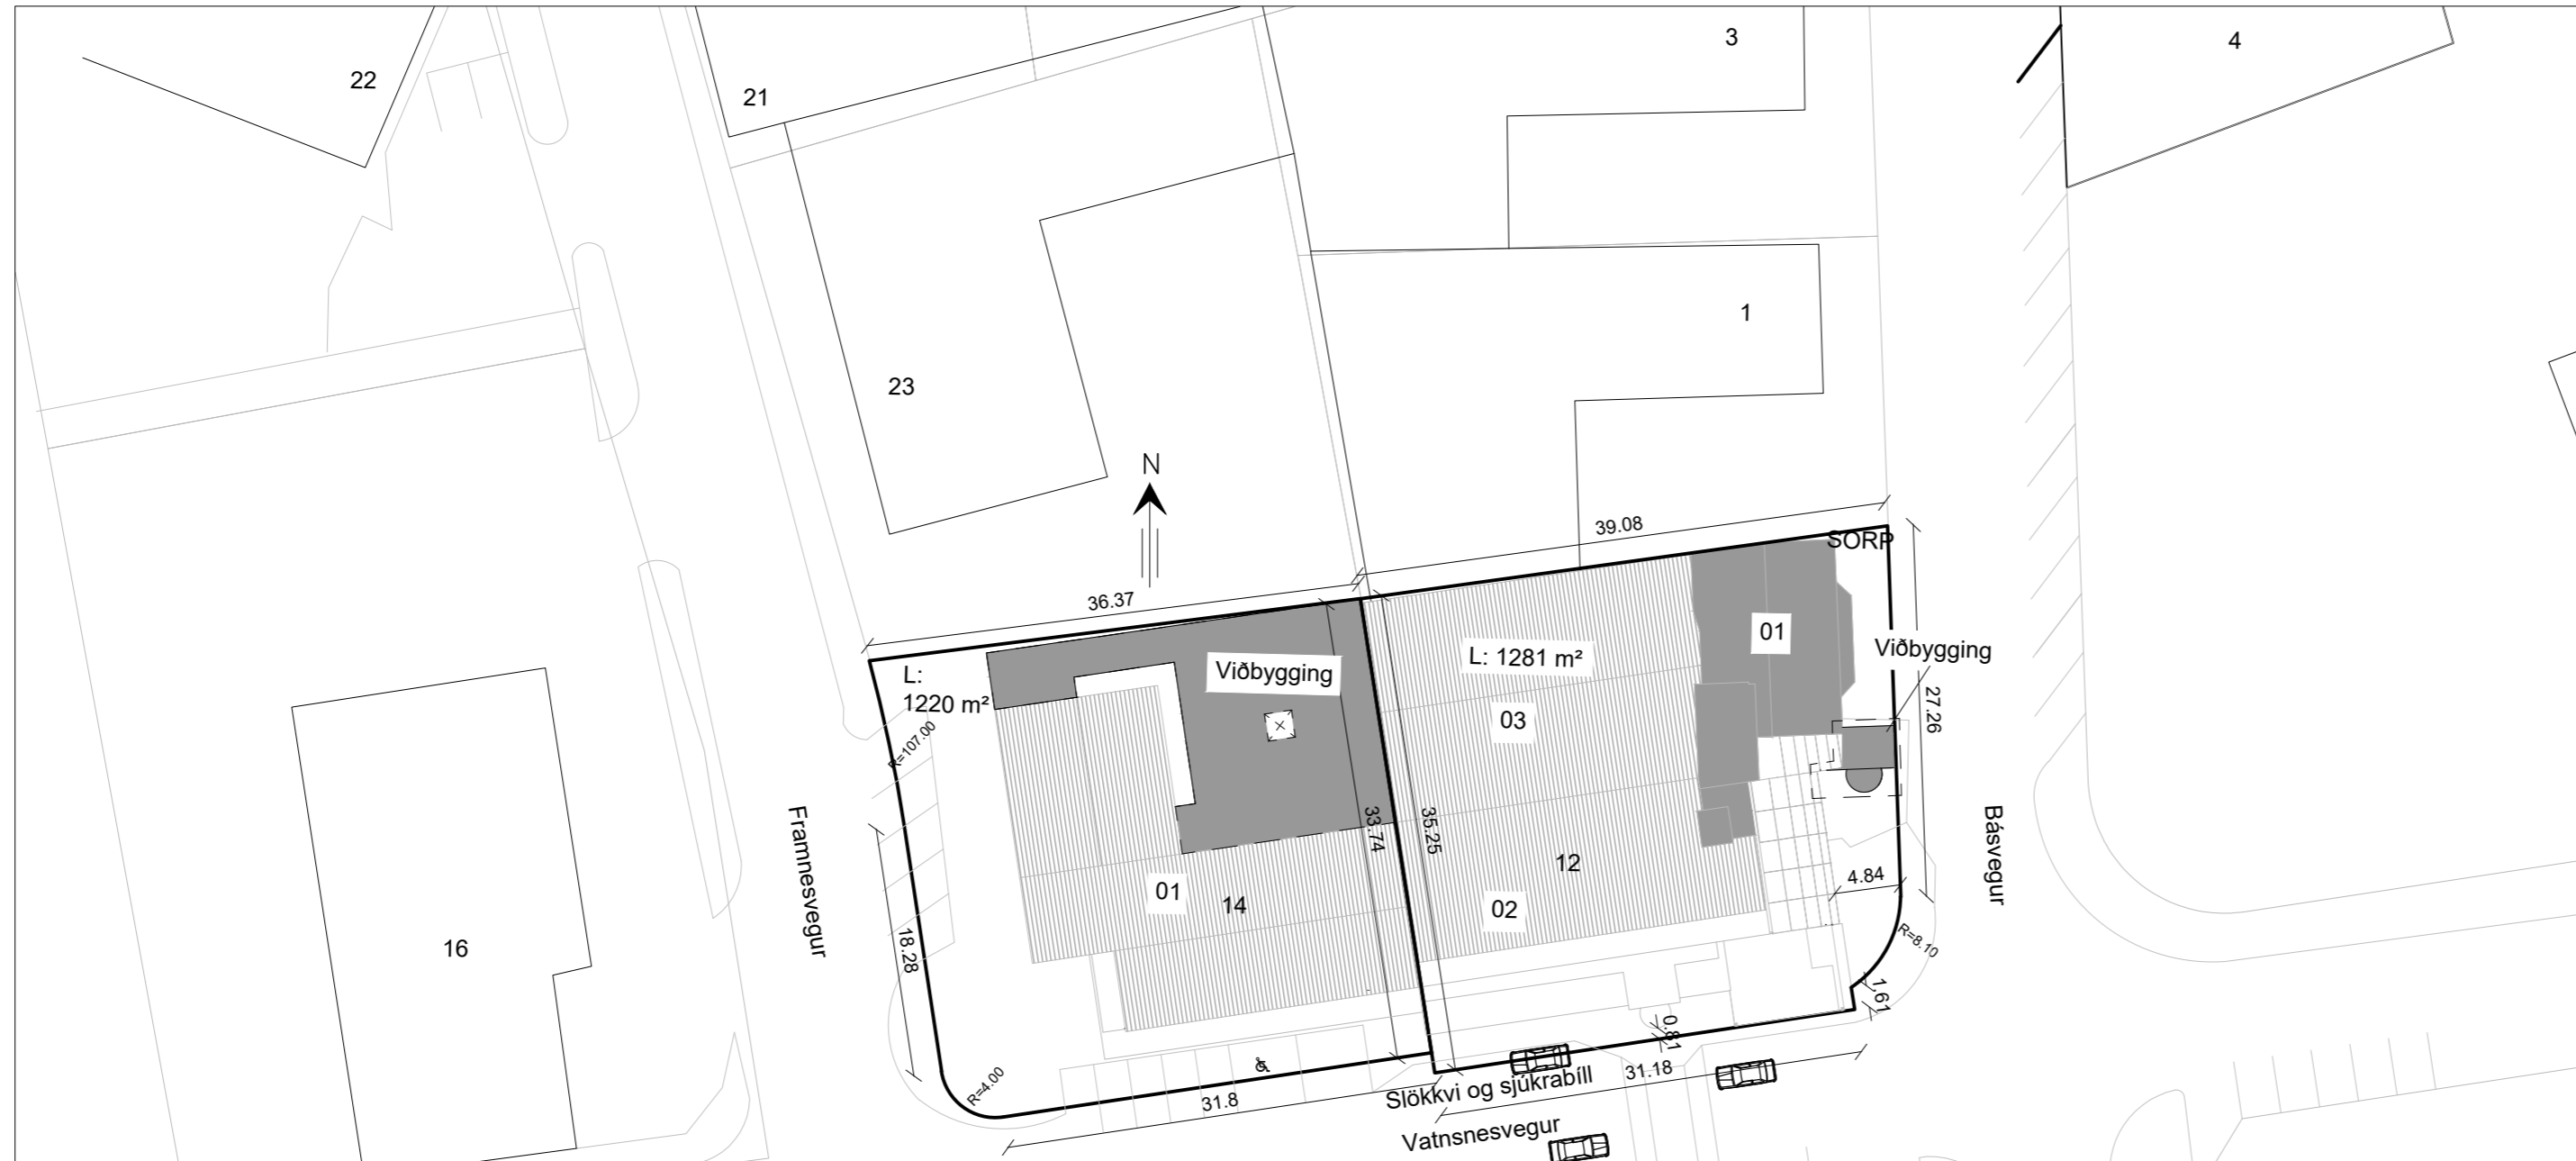 22
21
3
4
1
23
N
39.08
SORP
36.37
L:
1220 m²
Viðbygging
L: 1281 m²
01
Viðbygging
03
27.26
R=107.00
33.74
35.25
Framnesvegur
Básvegur
12
4.84
01
14
02
16
18.28
R=8.10
1.61
0.87
R=4.00
31.8
Slökkvi og sjúkrabíll
31.18
Vatnsnesvegur